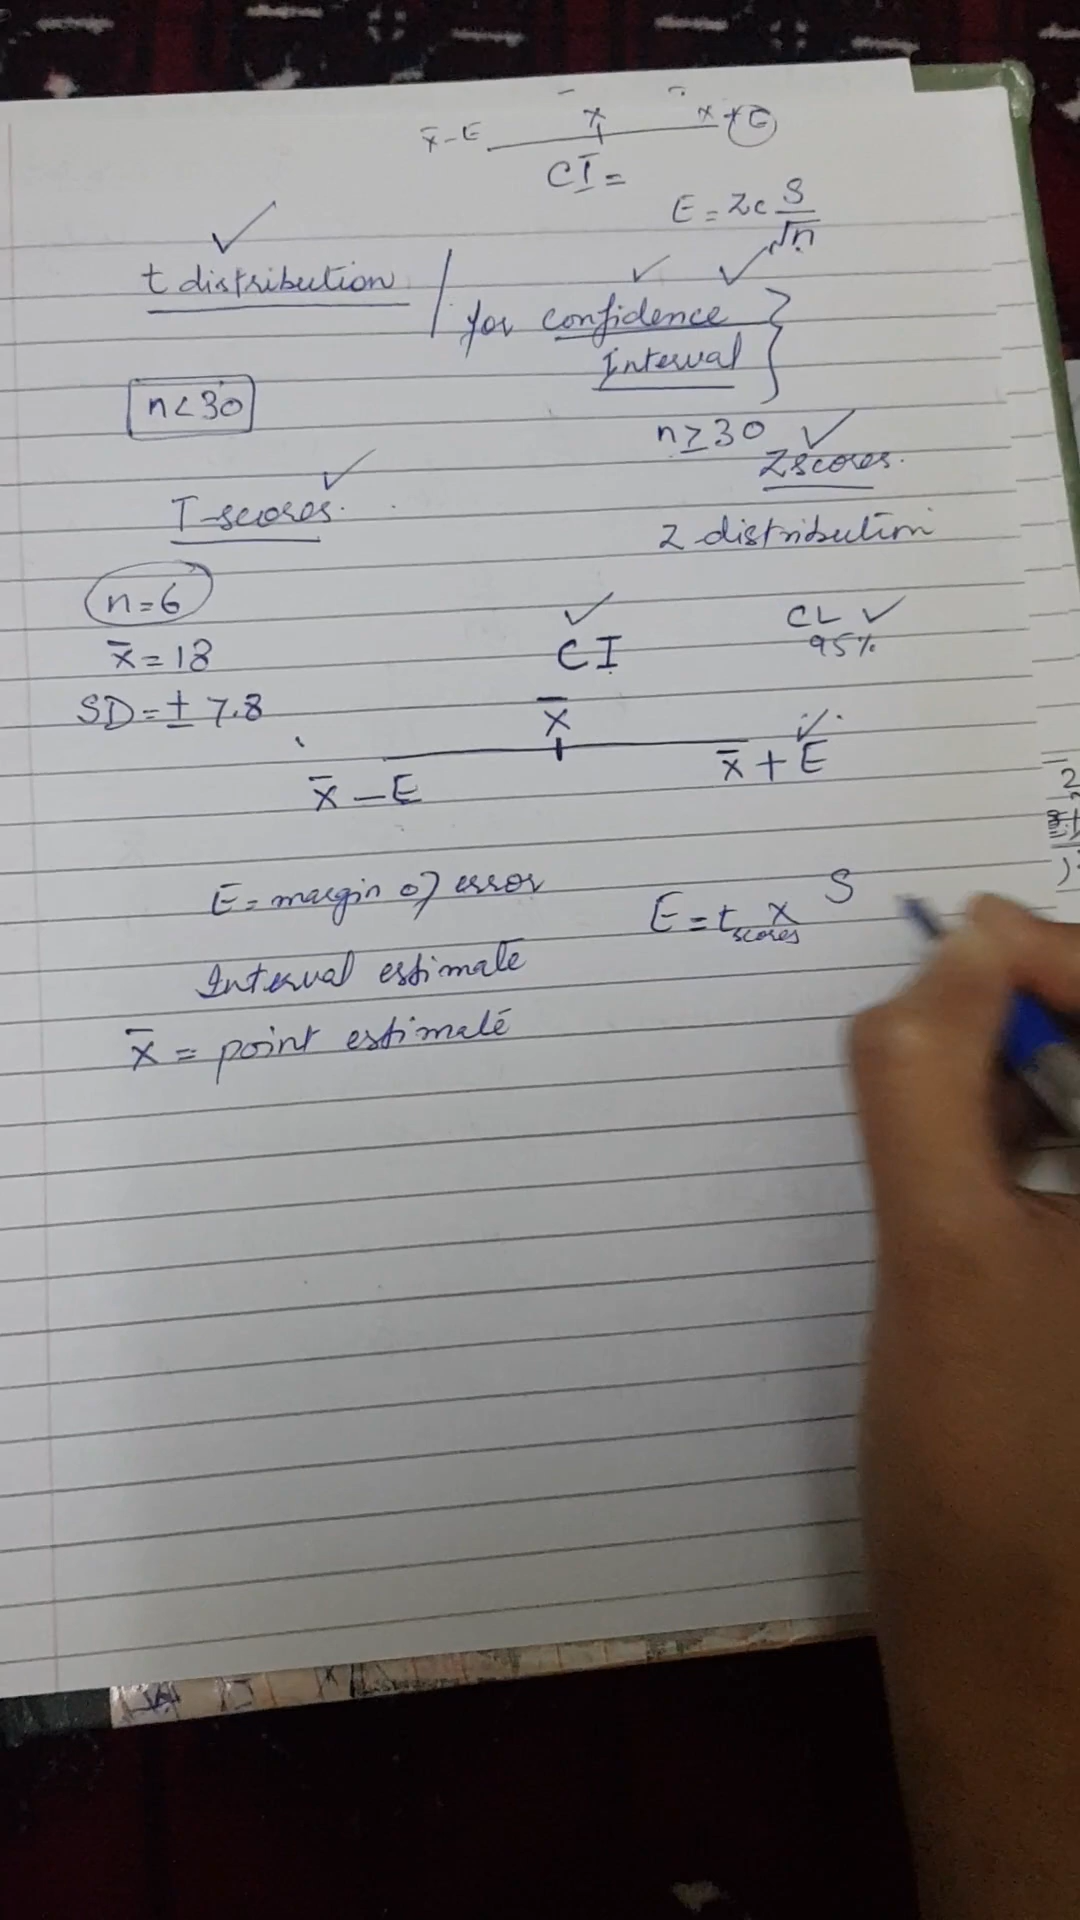 x̄-E x̄ x̄+E
CI =
E = Zc S/√n
t distribution / for confidence
Interval }
n<30
n≥30
Z scores.
T-scores.
Z distribution
n=6
x̄=18
SD=± 7.8
CI
CL
95%
x̄
x̄-E
x̄+E
E = margin of error
E = t scores x S
Interval estimate
x̄ = point estimate